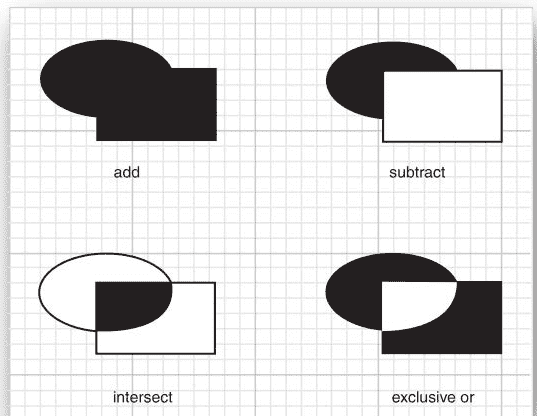 add
subtract
intersect
exclusive or